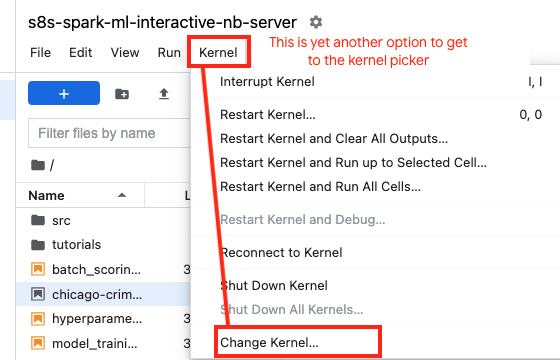 s8s-spark-ml-interactive-nb-server
File Edit View Run Kernel
This is yet another option to get
to the kernel picker
Filter files by name
/
Name L
src
tutorials
batch_scorin... 3
chicago-crim...
hyperparame... 3
model_traini... 3
Interrupt Kernel I, I
Restart Kernel... 0, 0
Restart Kernel and Clear All Outputs...
Restart Kernel and Run up to Selected Cell...
Restart Kernel and Run All Cells...
Restart Kernel and Debug...
Reconnect to Kernel
Shut Down Kernel
Shut Down All Kernels...
Change Kernel...